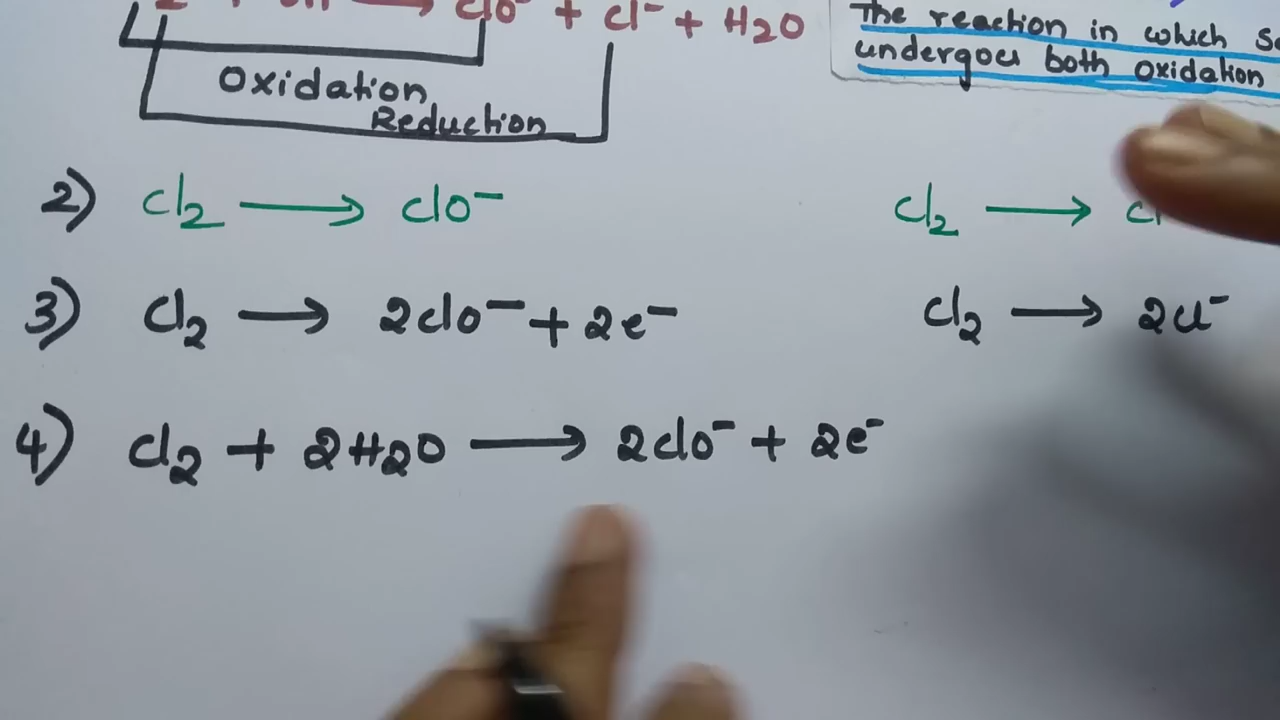 clO⁻ + cl⁻ + H2O
Oxidation
Reduction
The reaction in which
undergoes both oxidation
2) cl₂ ⟶ clO⁻
cl₂ ⟶
3) cl₂ ⟶ 2clO⁻ + 2e⁻
cl₂ ⟶ 2cl⁻
4) cl₂ + 2H2O ⟶ 2clO⁻ + 2e⁻